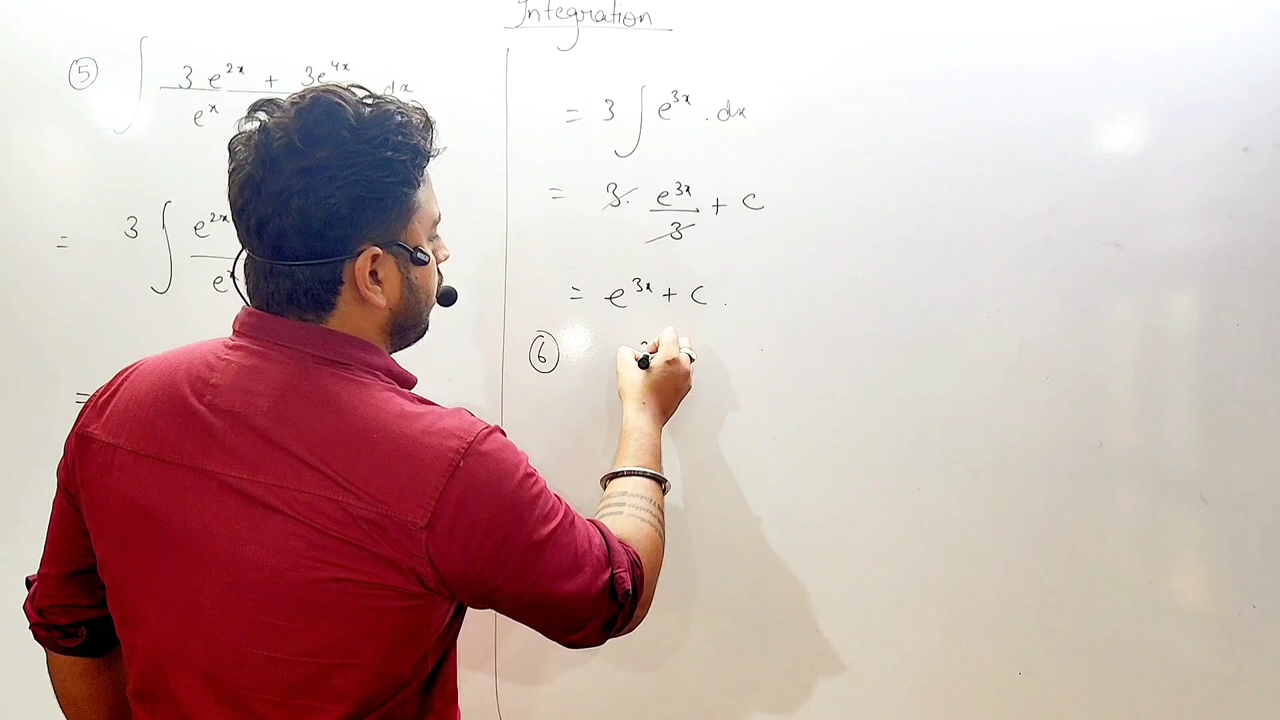 Integration
⑤ ∫ 3e^{2x} + 3e^{4x} / e^x dx
= 3 ∫ e^{2x} / e^x
=
= 3 ∫ e^{3x} . dx
= 3 . e^{3x} / 3 + c
= e^{3x} + c .
⑥